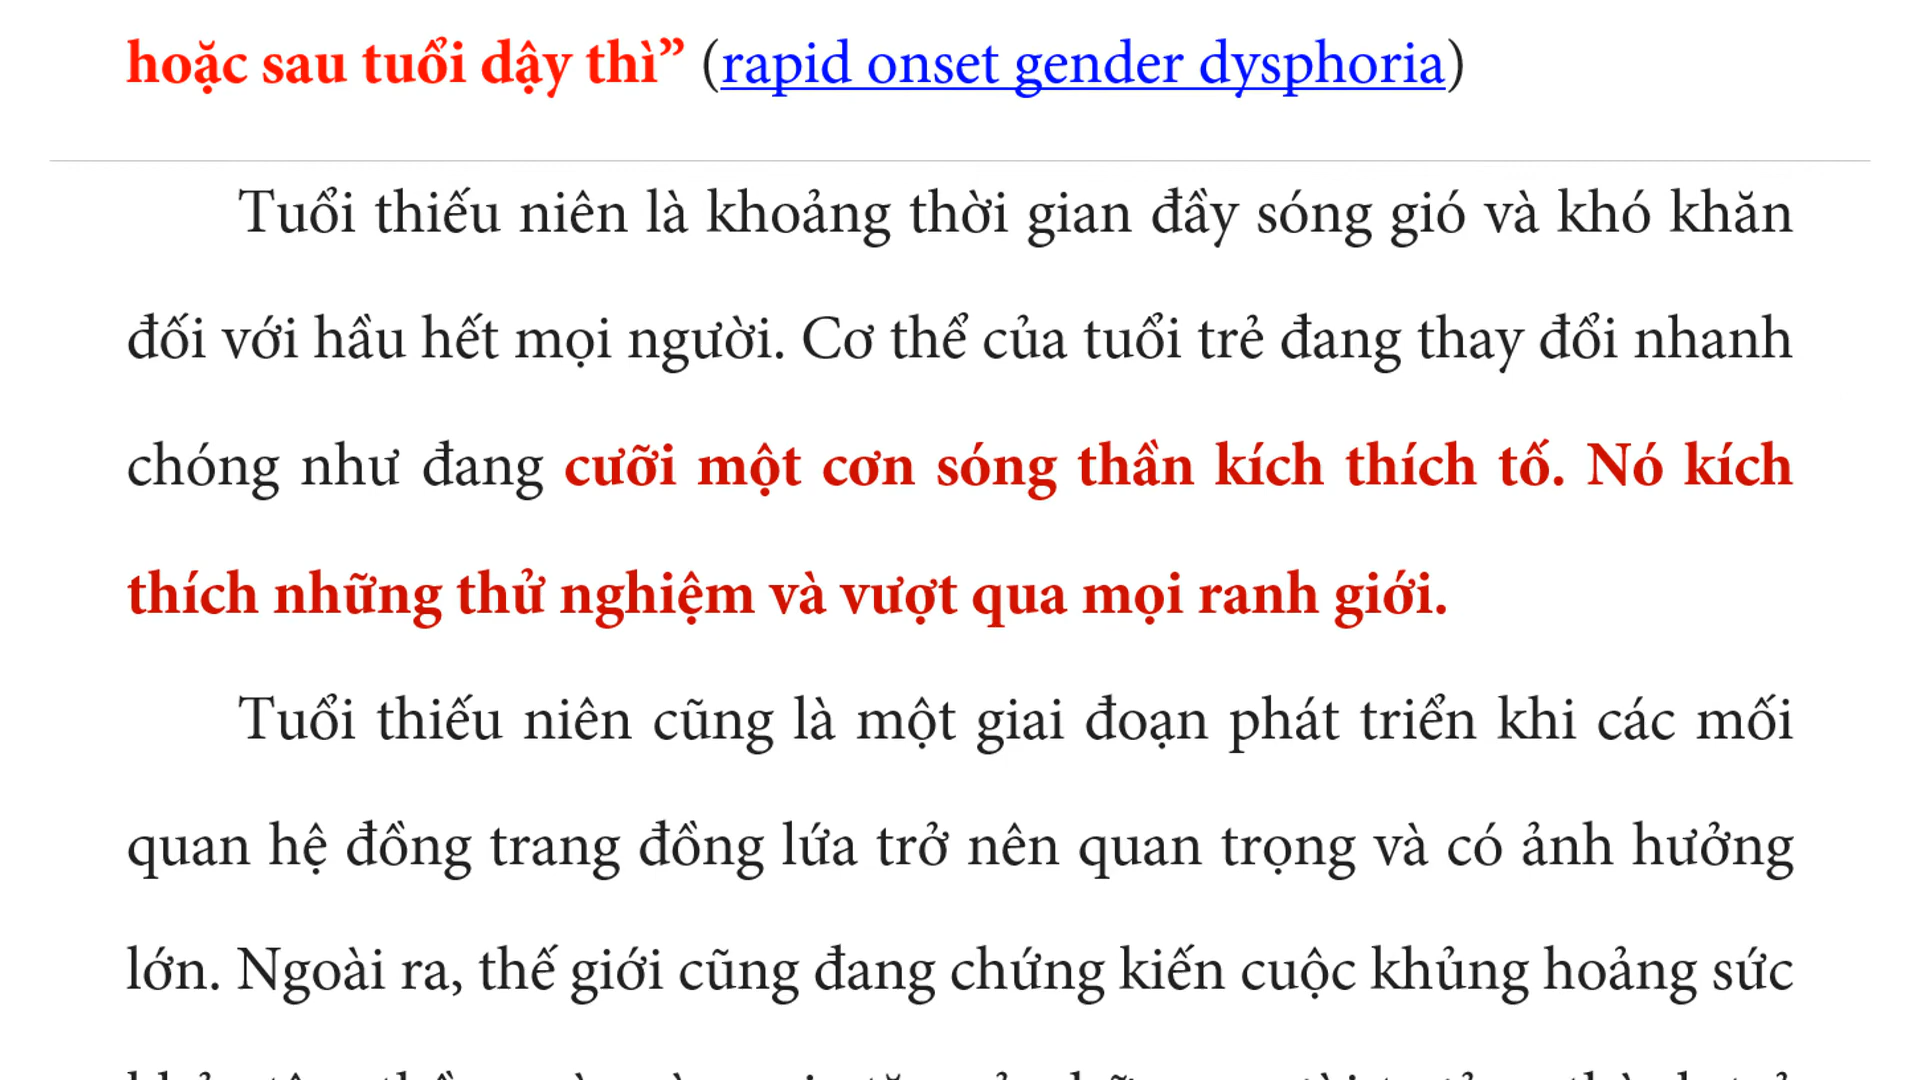 hoặc sau tuổi dậy thì” (rapid onset gender dysphoria)
Tuổi thiếu niên là khoảng thời gian đầy sóng gió và khó khăn
đối với hầu hết mọi người. Cơ thể của tuổi trẻ đang thay đổi nhanh
chóng như đang cưỡi một cơn sóng thần kích thích tố. Nó kích
thích những thử nghiệm và vượt qua mọi ranh giới.
Tuổi thiếu niên cũng là một giai đoạn phát triển khi các mối
quan hệ đồng trang đồng lứa trở nên quan trọng và có ảnh hưởng
lớn. Ngoài ra, thế giới cũng đang chứng kiến cuộc khủng hoảng sức